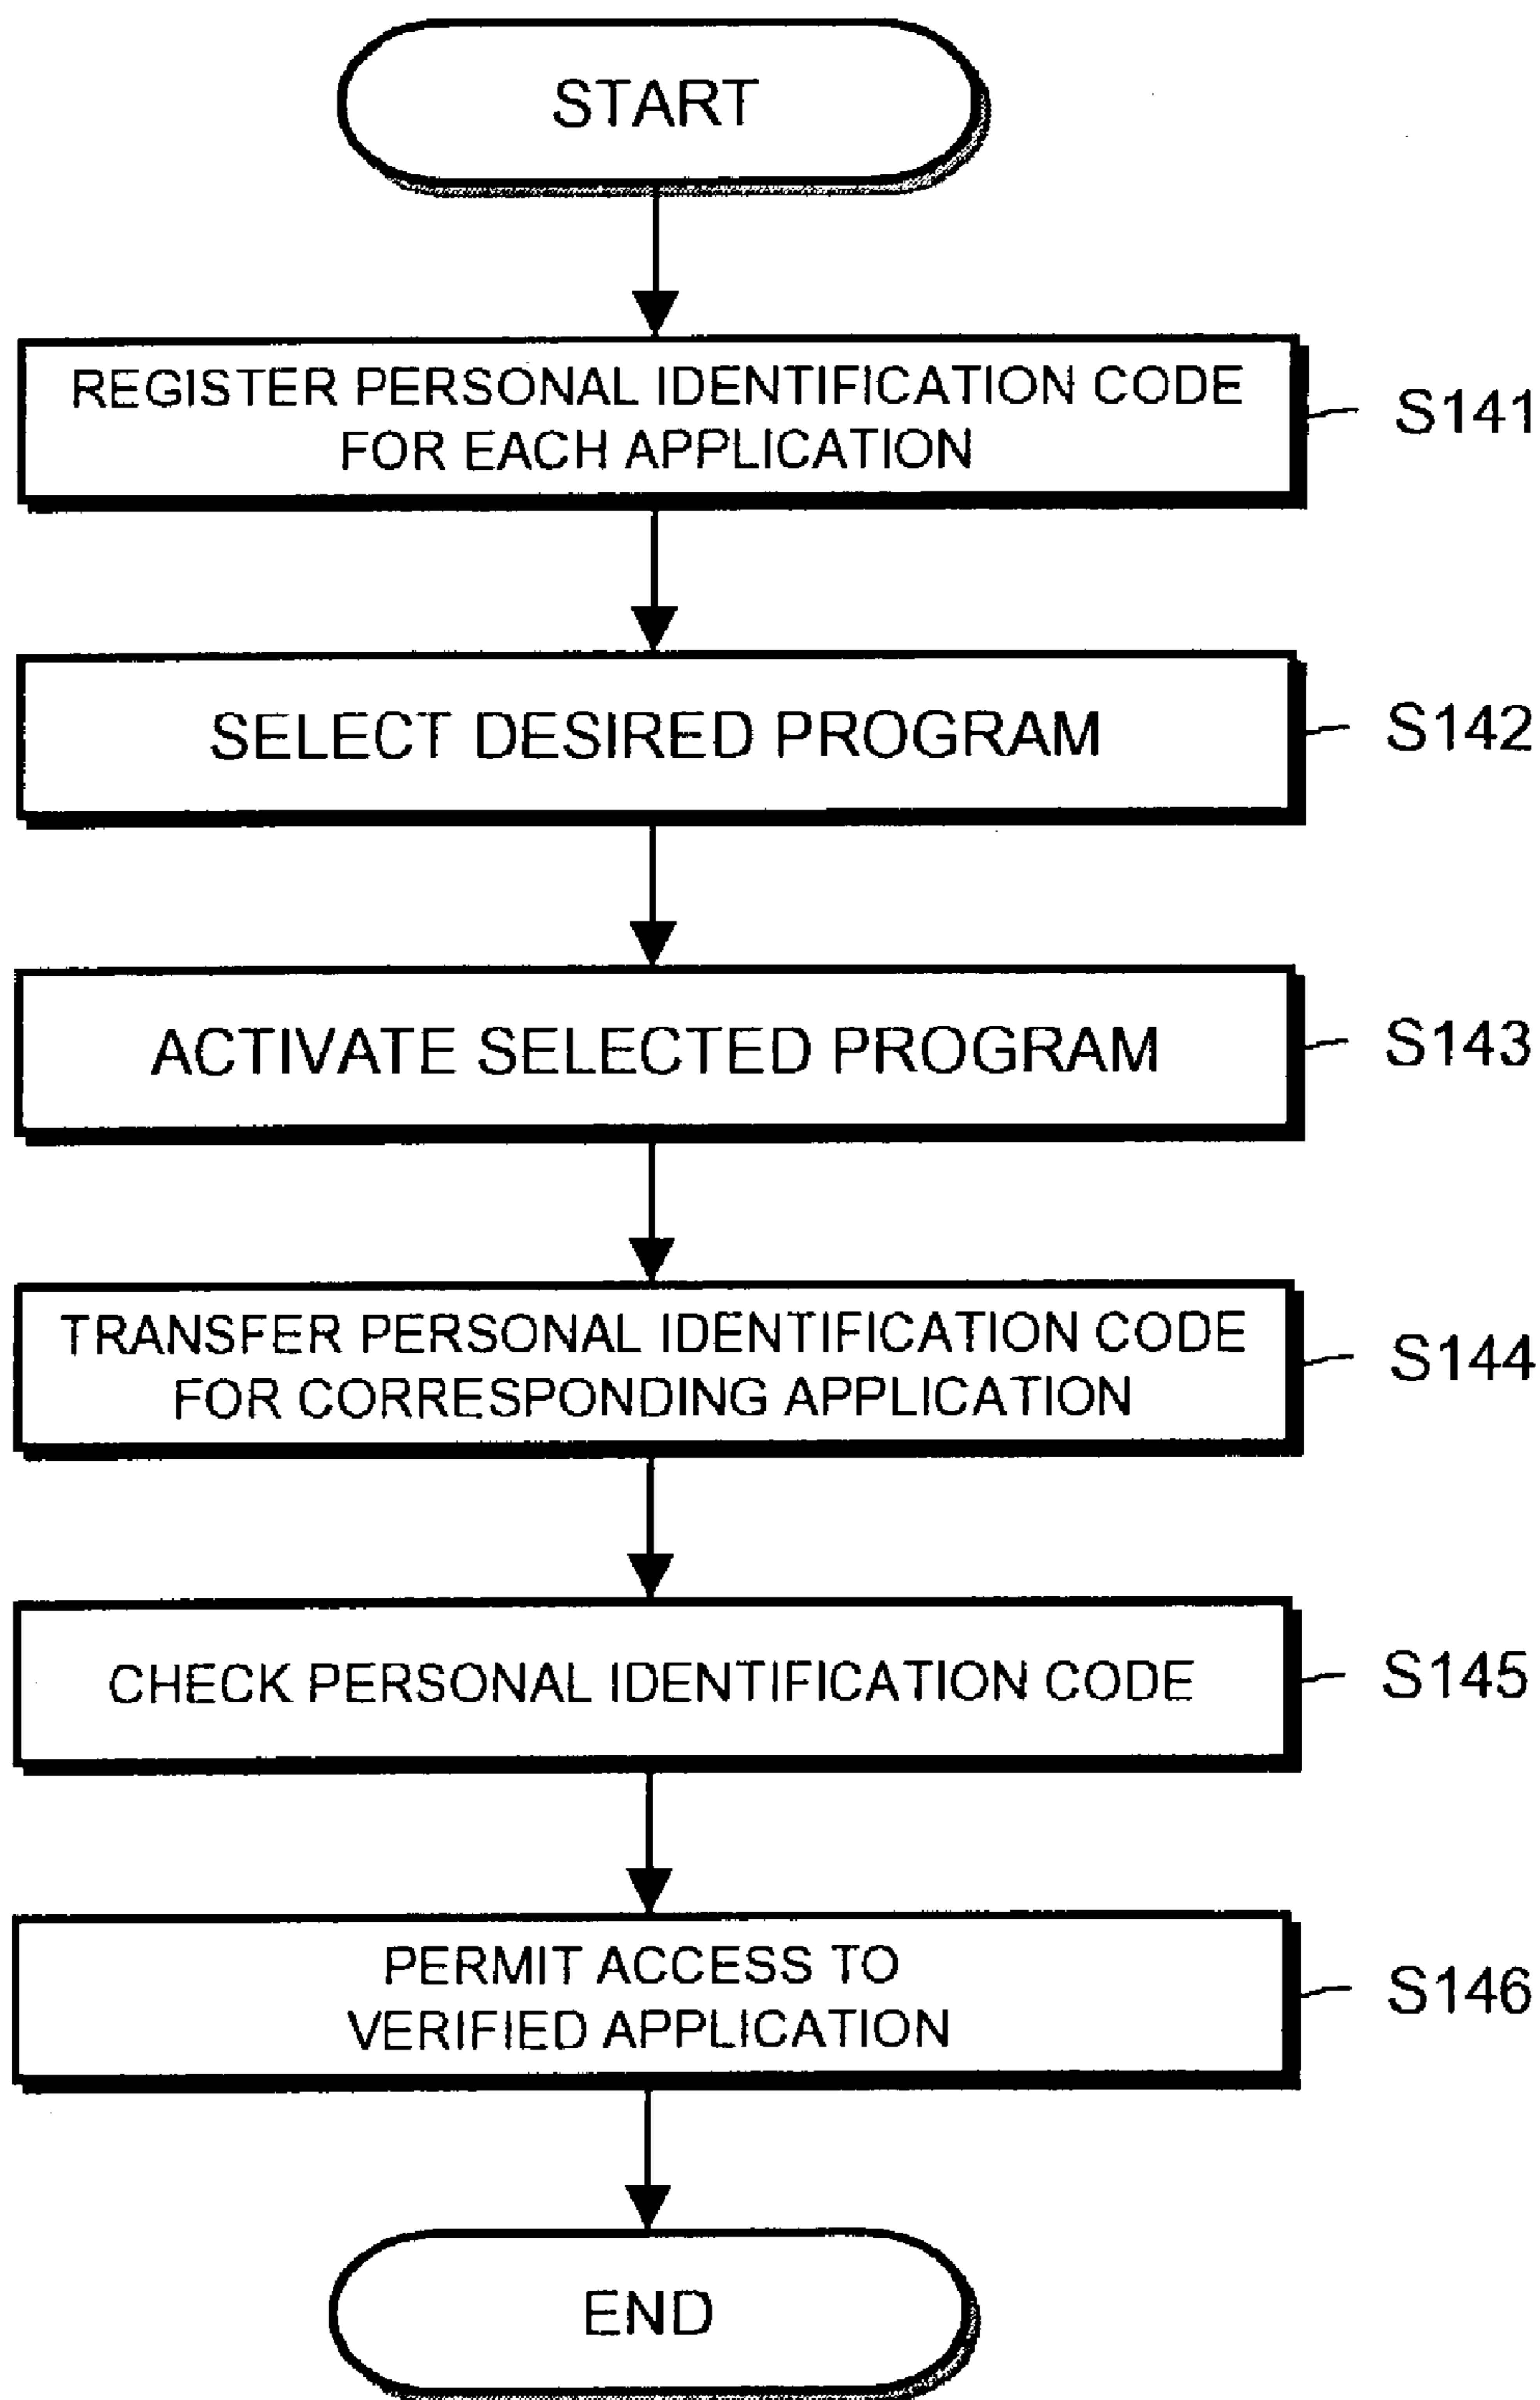 START
REGISTER PERSONAL IDENTIFICATION CODE
FOR EACH APPLICATION
S141
SELECT DESIRED PROGRAM
S142
ACTIVATE SELECTED PROGRAM
S143
TRANSFER PERSONAL IDENTIFICATION CODE
FOR CORRESPONDING APPLICATION
S144
CHECK PERSONAL IDENTIFICATION CODE
S145
PERMIT ACCESS TO
VERIFIED APPLICATION
S146
END